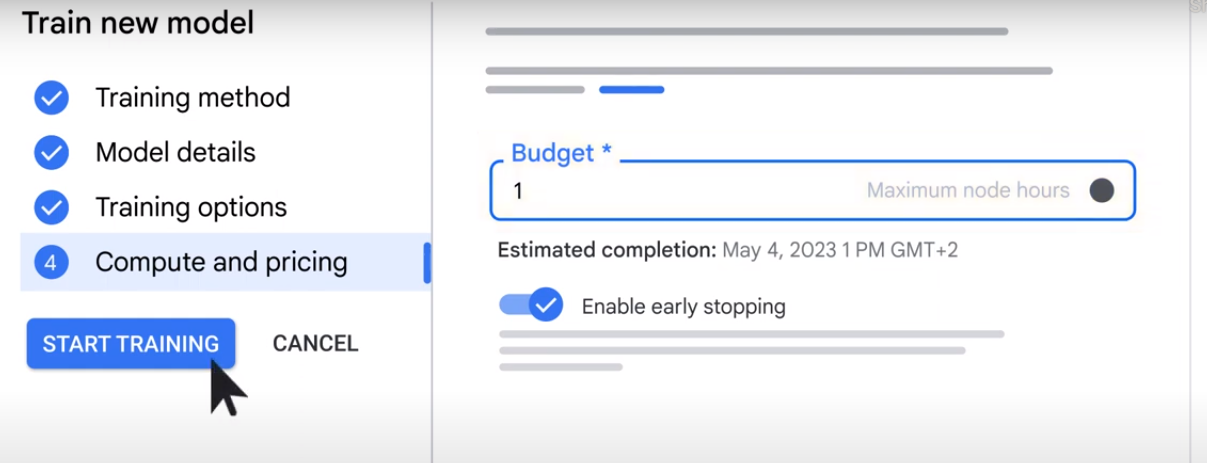 Train new model
Training method
Model details
Training options
4 Compute and pricing
START TRAINING CANCEL
Budget *
1 Maximum node hours
Estimated completion: May 4, 2023 1 PM GMT+2
Enable early stopping